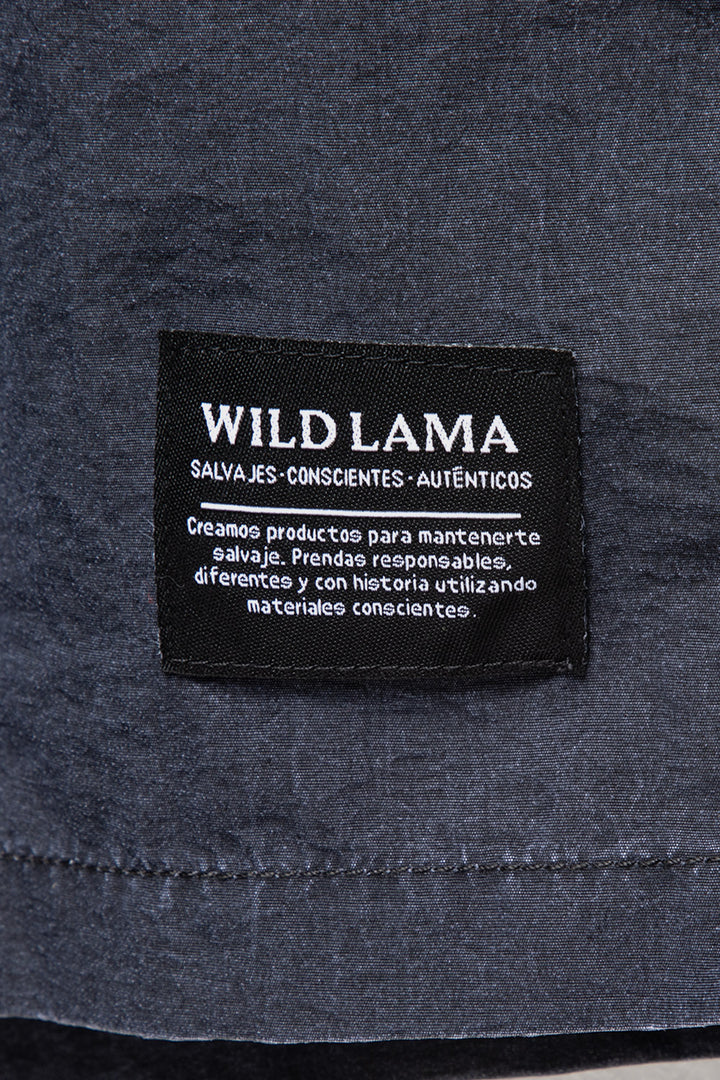 WILD LAMA
SALVAJES·CONSCIENTES·AUTÉNTICOS
Creamos productos para mantenerte
salvaje. Prendas responsables,
diferentes y con historia utilizando
materiales conscientes.